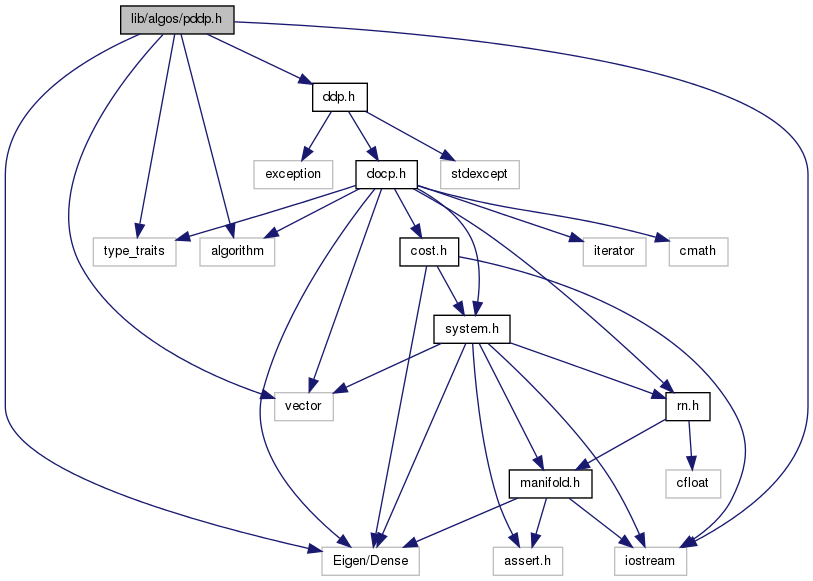 lib/algos/pddp.h
ddp.h
exception
docp.h
stdexcept
type_traits
algorithm
cost.h
iterator
cmath
system.h
vector
rn.h
manifold.h
cfloat
Eigen/Dense
assert.h
iostream